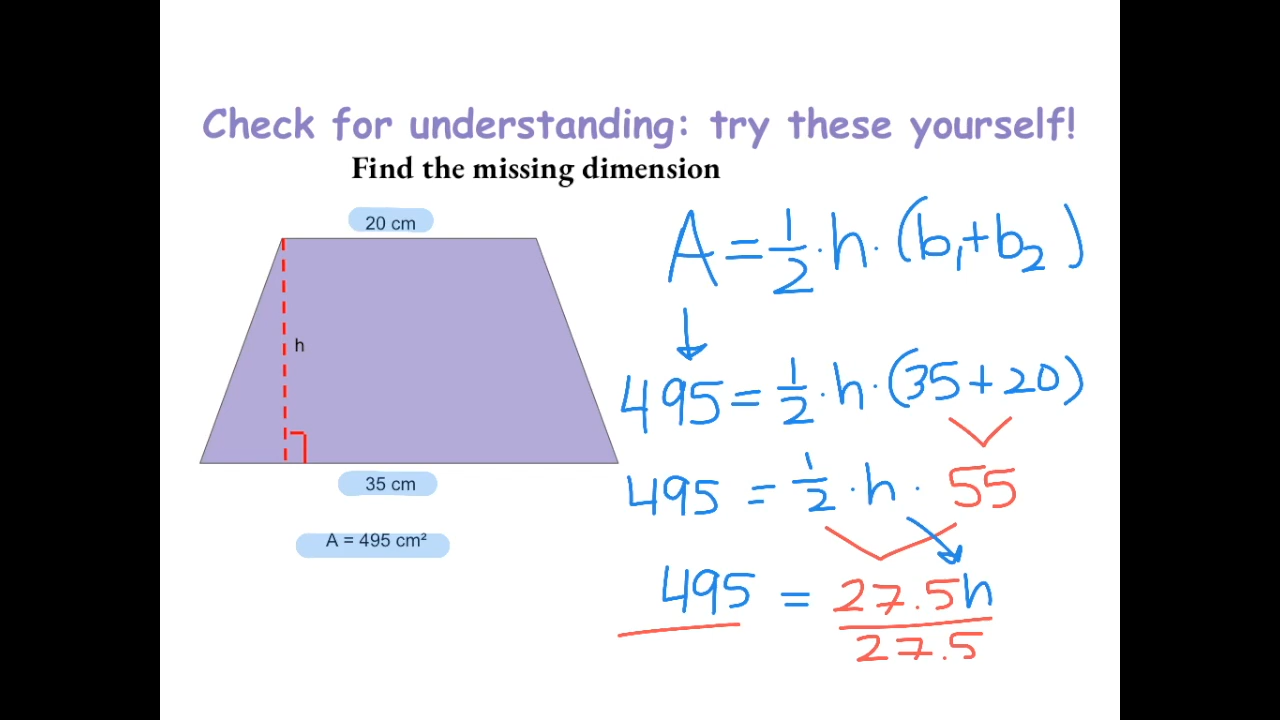 Check for understanding: try these yourself!
Find the missing dimension
20 cm
h
35 cm
A = 495 cm²
A = 1/2 · h · (b₁+b₂)
495 = 1/2 · h · (35+20)
495 = 1/2 · h · 55
495 = 27.5h
27.5